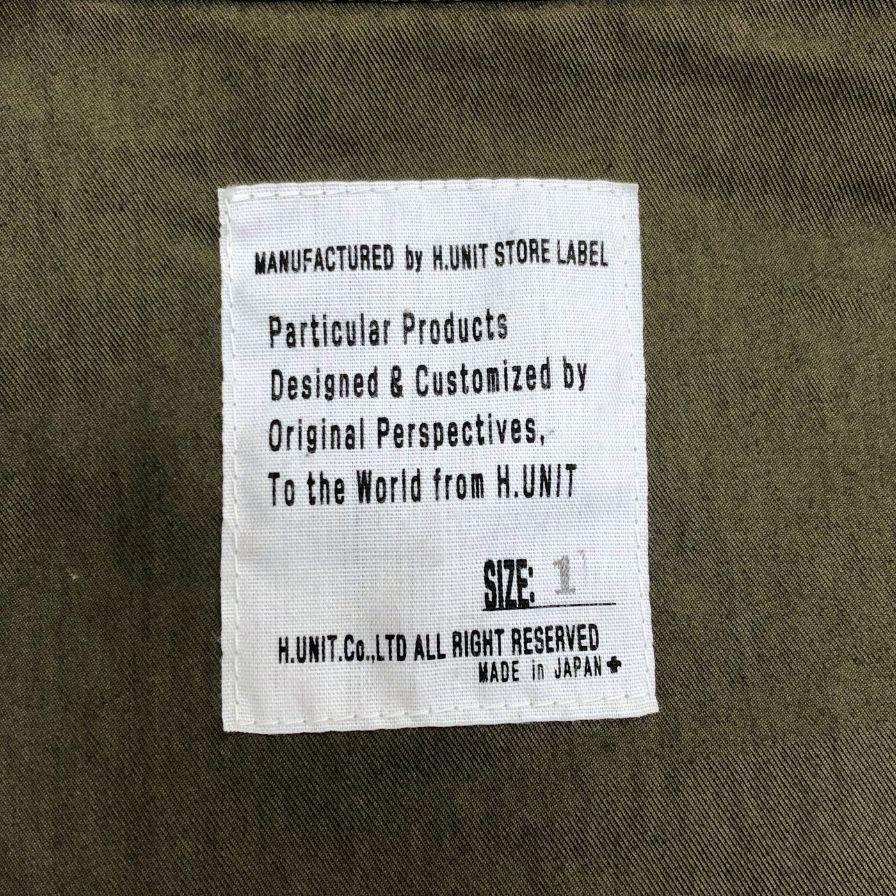 MANUFACTURED by H.UNIT STORE LABEL
Particular Products
Designed & Customized by
Original Perspectives,
To the World from H.UNIT
SIZE: 1
H.UNIT.Co.,LTD ALL RIGHT RESERVED
MADE in JAPAN